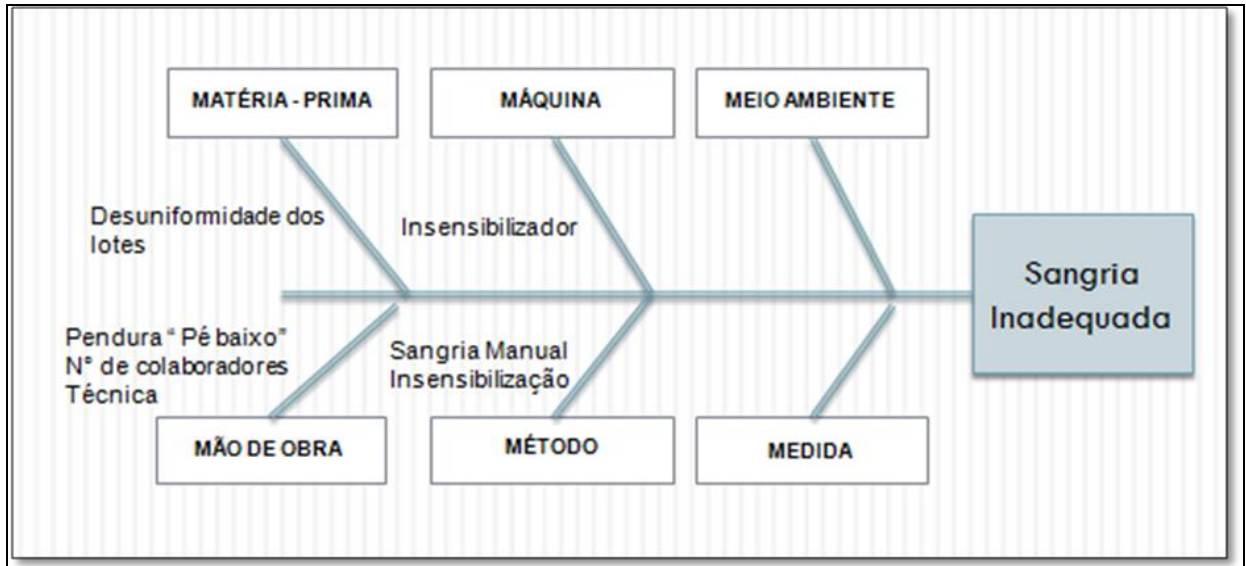 MATÉRIA - PRIMA
MÁQUINA
MEIO AMBIENTE
Desuniformidade dos
lotes
Insensibilizador
Sangria
Inadequada
Pendura “ Pé baixo”
N° de colaboradores
Técnica
Sangria Manual
Insensibilização
MÃO DE OBRA
MÉTODO
MEDIDA